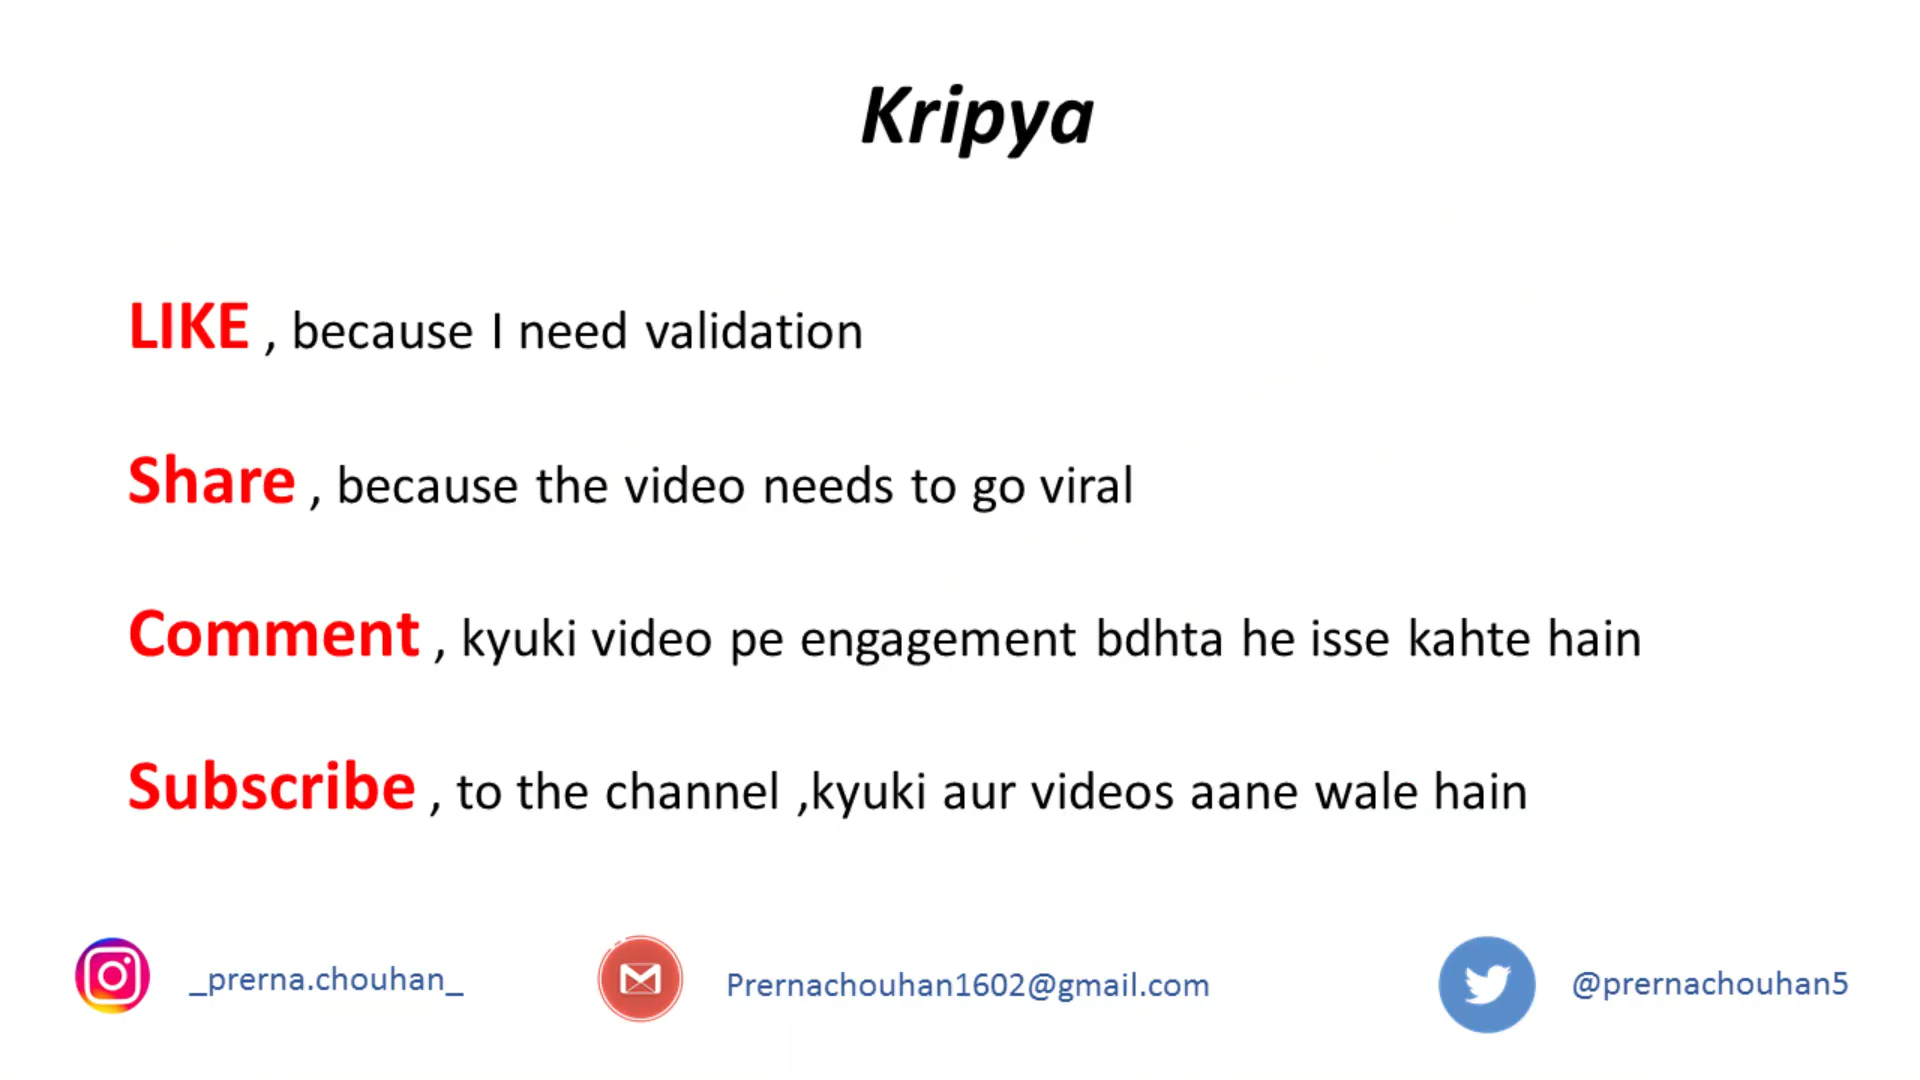 Kripya
LIKE , because I need validation
Share , because the video needs to go viral
Comment , kyuki video pe engagement bdhta he isse kahte hain
Subscribe , to the channel ,kyuki aur videos aane wale hain
_prerna.chouhan_
Prernachouhan1602@gmail.com
@prernachouhan5